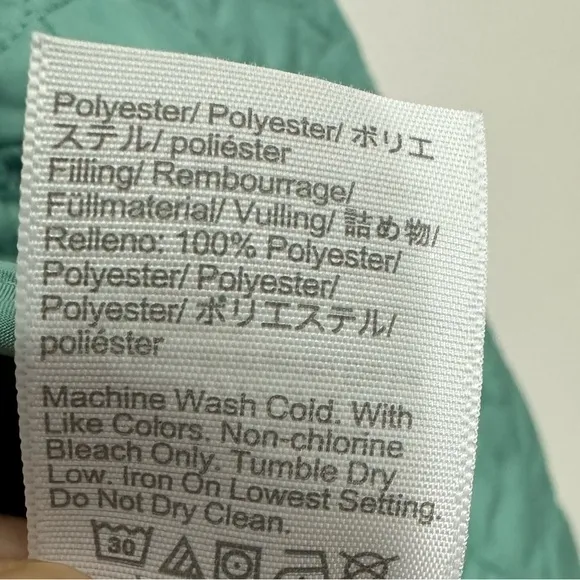 Polyester/ Polyester/ ポリエ
ステル/ poliéster
Filling/ Rembourrage/
Füllmaterial/ Vulling/ 詰め物/
Relleno: 100% Polyester/
Polyester/ Polyester/
Polyester/ ポリエステル/
poliéster
Machine Wash Cold. With
Like Colors. Non-chlorine
Bleach Only. Tumble Dry
Low. Iron On Lowest Setting.
Do Not Dry Clean.
30